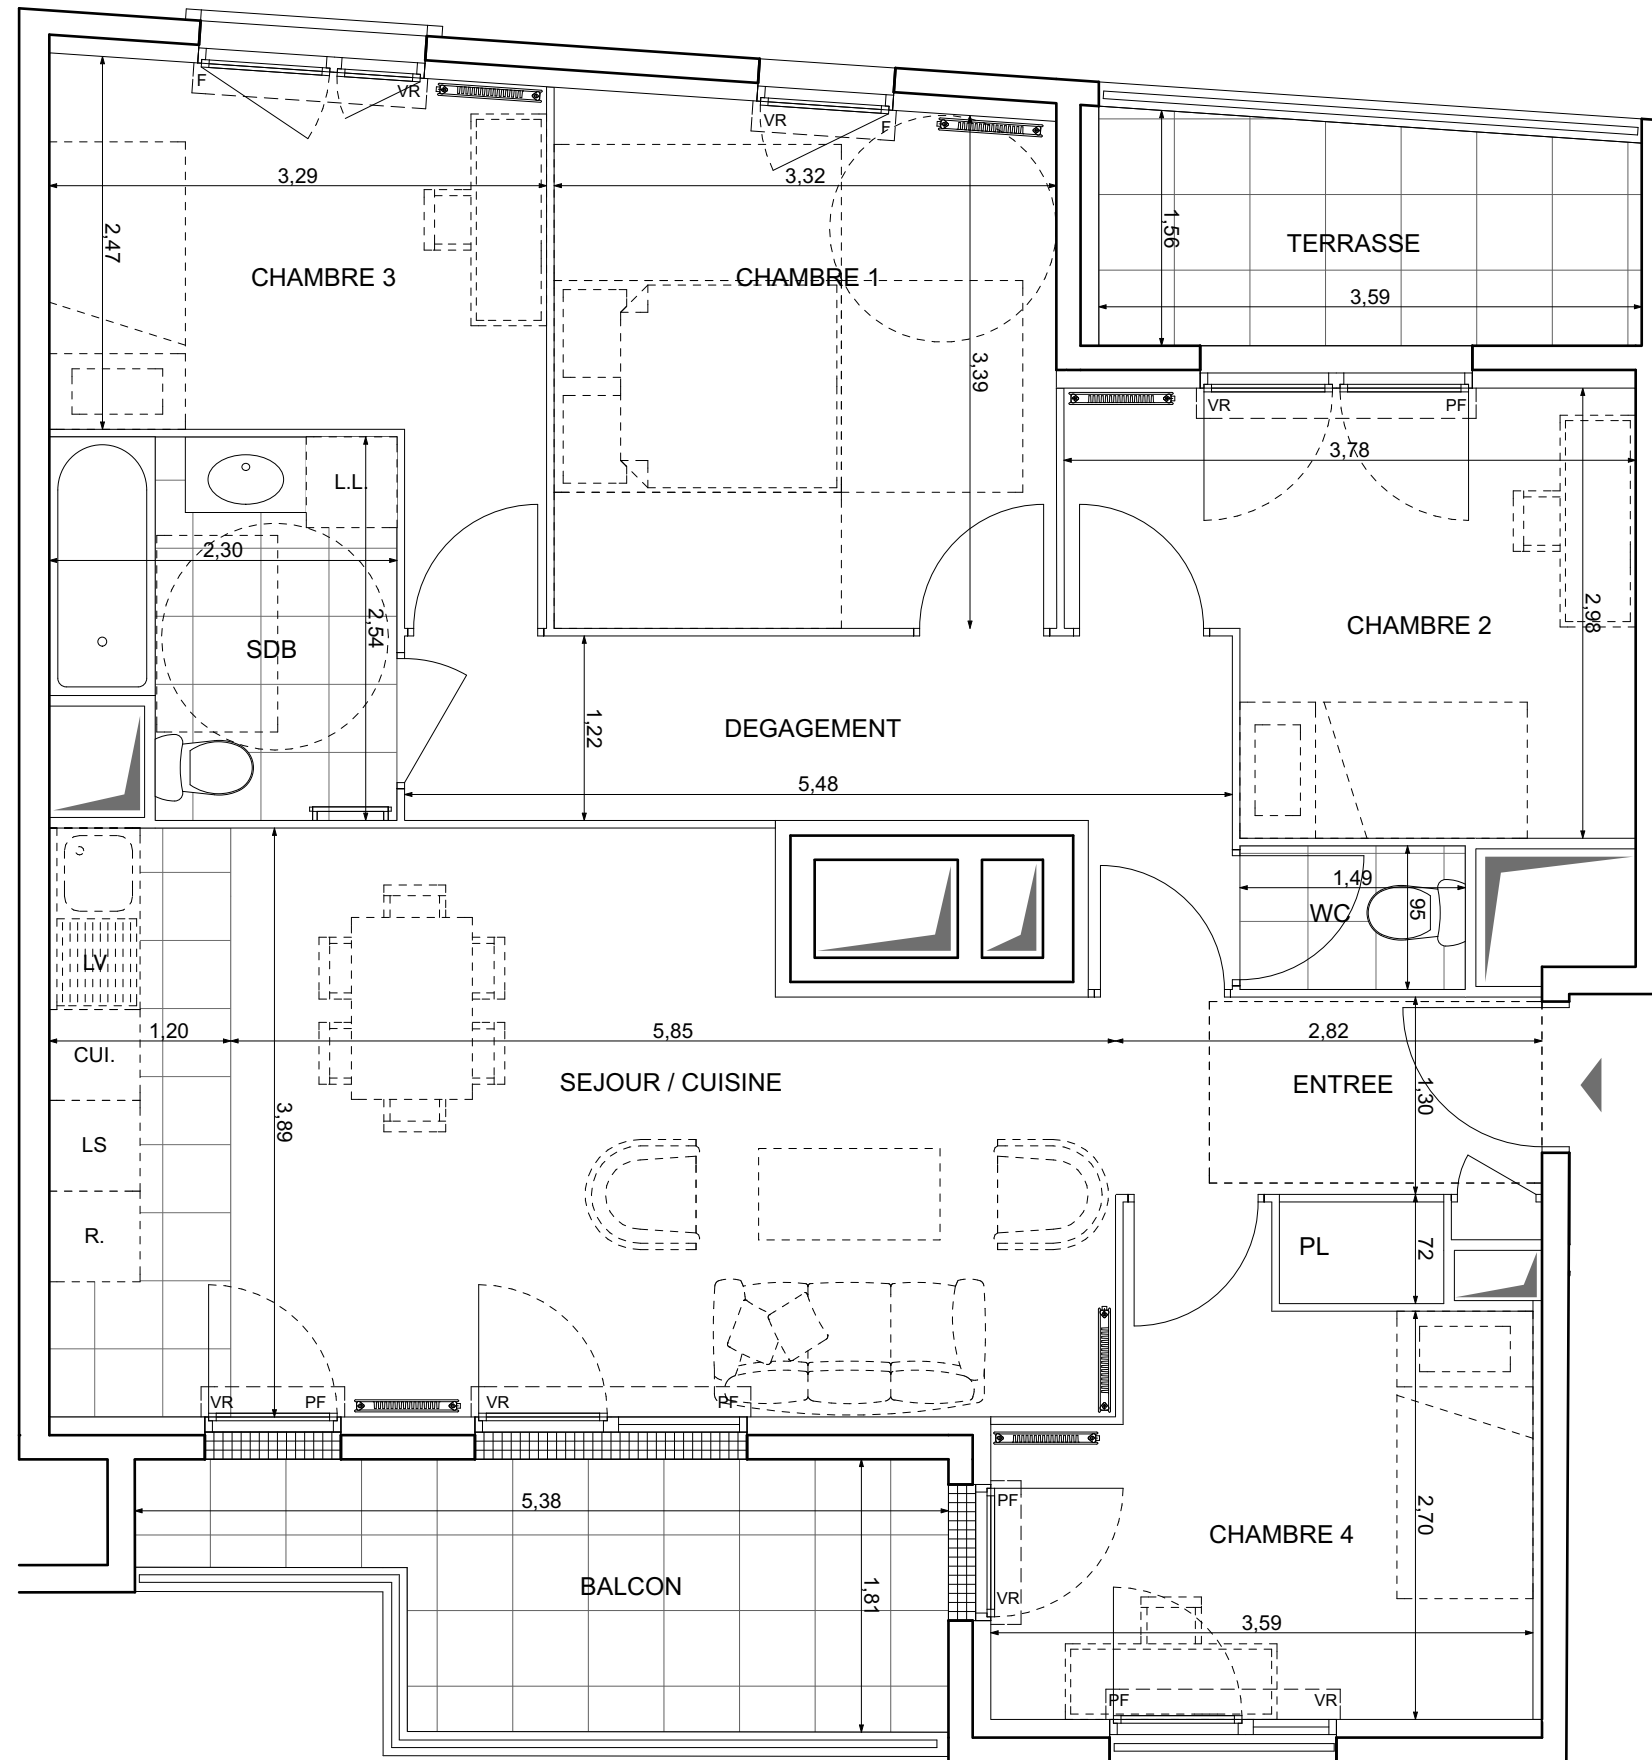 F
VR
VR
F
3,29
3,32
2,47
1,56
TERRASSE
CHAMBRE 3
CHAMBRE 1
3,59
3,39
VR
PF
3,78
L.L.
2,30
2,54
2,98
CHAMBRE 2
SDB
1,22
DEGAGEMENT
5,48
1,49
WC
95
LV
1,20
5,85
2,82
CUI.
SEJOUR / CUISINE
ENTREE
1,30
3,89
LS
R.
PL
72
VR
PF
VR
PF
5,38
PF
2,70
CHAMBRE 4
BALCON
1,81
VR
3,59
PF
VR